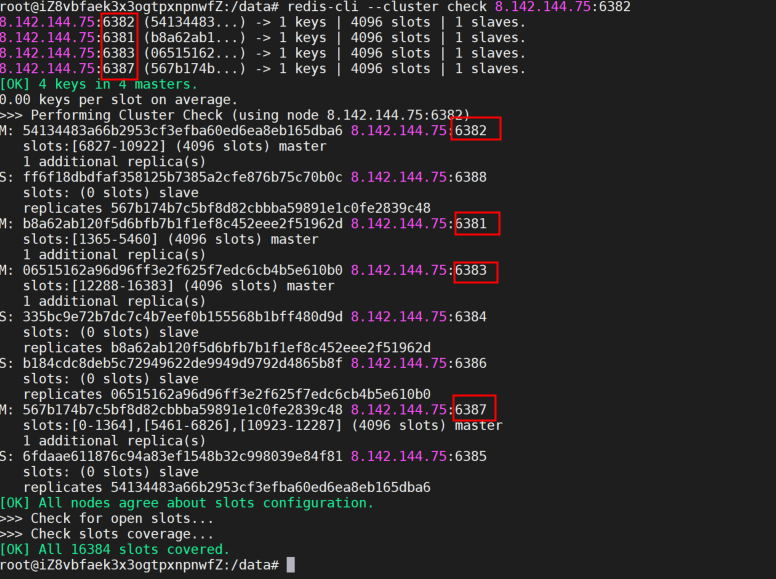 root@iZ8vbfaek3x3ogtpxnpnwfZ:/data# redis-cli --cluster check 8.142.144.75:6382
8.142.144.75:6382 (54134483...) -> 1 keys | 4096 slots | 1 slaves.
8.142.144.75:6381 (b8a62ab1...) -> 1 keys | 4096 slots | 1 slaves.
8.142.144.75:6383 (06515162...) -> 1 keys | 4096 slots | 1 slaves.
8.142.144.75:6387 (567b174b...) -> 1 keys | 4096 slots | 1 slaves.
[OK] 4 keys in 4 masters.
0.00 keys per slot on average.
>>> Performing Cluster Check (using node 8.142.144.75:6382)
M: 54134483a66b2953cf3efba60ed6ea8eb165dba6 8.142.144.75:6382
   slots:[6827-10922] (4096 slots) master
   1 additional replica(s)
S: ff6f18dbdfaf358125b7385a2cfe876b75c70b0c 8.142.144.75:6388
   slots: (0 slots) slave
   replicates 567b174b7c5bf8d82cbbba59891e1c0fe2839c48
M: b8a62ab120f5d6bfb7b1f1ef8c452eee2f51962d 8.142.144.75:6381
   slots:[1365-5460] (4096 slots) master
   1 additional replica(s)
M: 06515162a96d96ff3e2f625f7edc6cb4b5e610b0 8.142.144.75:6383
   slots:[12288-16383] (4096 slots) master
   1 additional replica(s)
S: 335bc9e72b7dc7c4b7eef0b155568b1bff480d9d 8.142.144.75:6384
   slots: (0 slots) slave
   replicates b8a62ab120f5d6bfb7b1f1ef8c452eee2f51962d
S: b184cdc8deb5c72949622de9949d9792d4865b8f 8.142.144.75:6386
   slots: (0 slots) slave
   replicates 06515162a96d96ff3e2f625f7edc6cb4b5e610b0
M: 567b174b7c5bf8d82cbbba59891e1c0fe2839c48 8.142.144.75:6387
   slots:[0-1364],[5461-6826],[10923-12287] (4096 slots) master
   1 additional replica(s)
S: 6fdaae611876c94a83ef1548b32c998039e84f81 8.142.144.75:6385
   slots: (0 slots) slave
   replicates 54134483a66b2953cf3efba60ed6ea8eb165dba6
[OK] All nodes agree about slots configuration.
>>> Check for open slots...
>>> Check slots coverage...
[OK] All 16384 slots covered.
root@iZ8vbfaek3x3ogtpxnpnwfZ:/data#